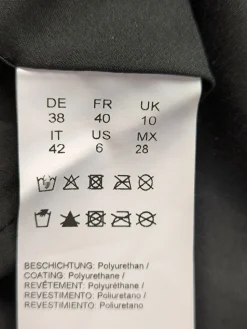 DE FR UK
38 40 10
IT US MX
42 6 28
BESCHICHTUNG: Polyurethan /
COATING: Polyurethane /
REVÊTEMENT: Polyuréthane /
REVESTIMENTO: Poliuretano /
REVESTIMIENTO: Poliuretano